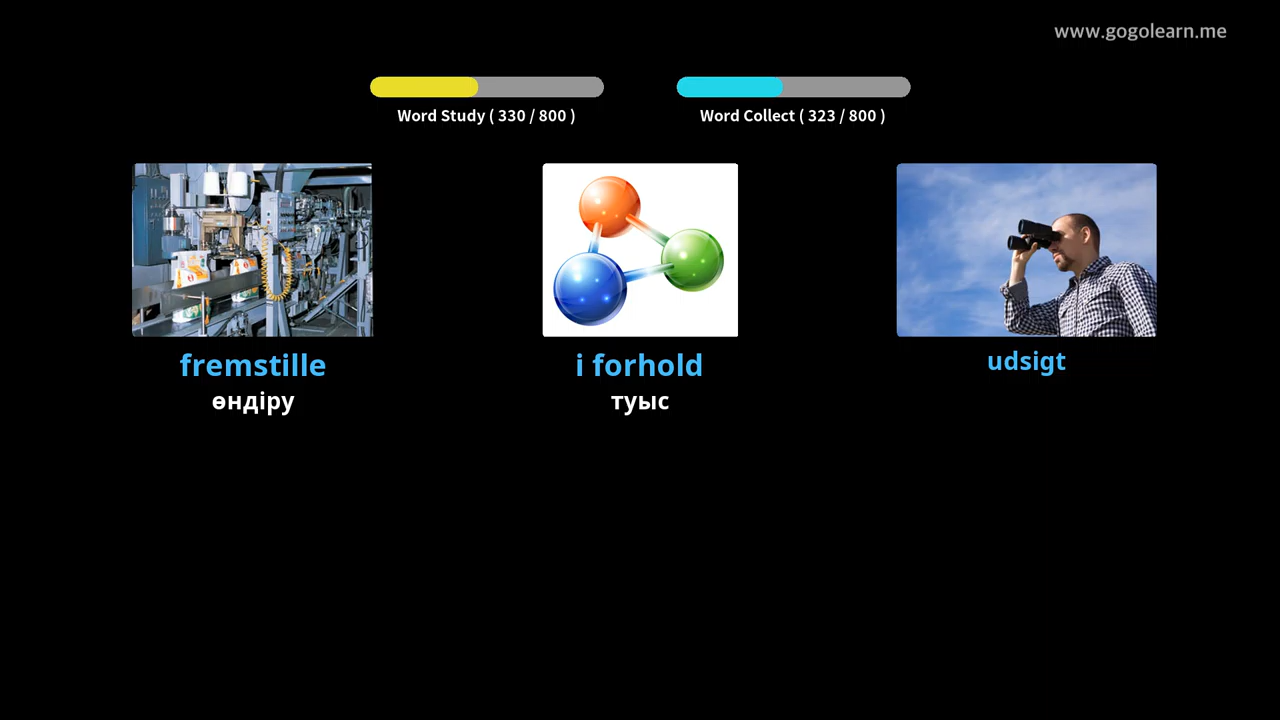 www.gogolearn.me
Word Study ( 330 / 800 )
Word Collect ( 323 / 800 )
fremstille
өндіру
i forhold
туыс
udsigt